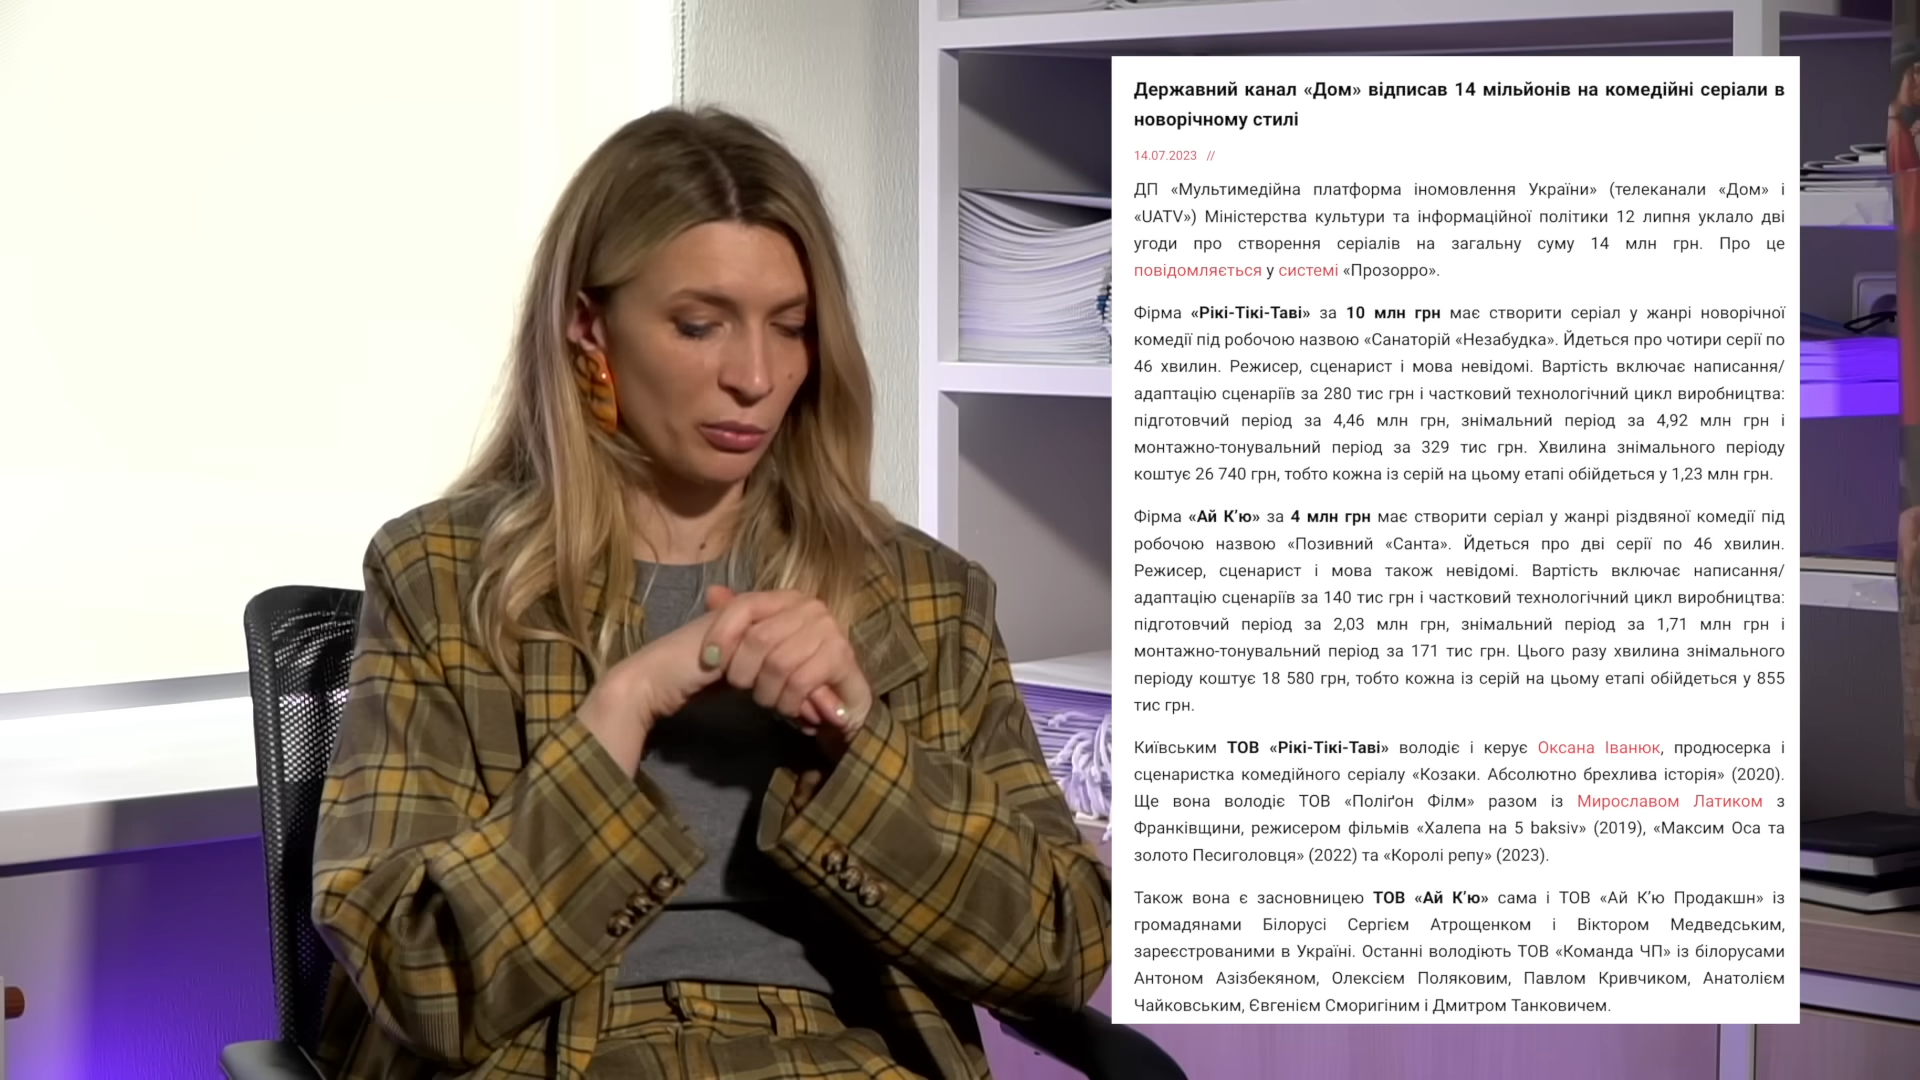 Державний канал «Дом» відписав 14 мільйонів на комедійні серіали в
новорічному стилі
14.07.2023 //
ДП «Мультимедійна платформа іномовлення України» (телеканали «Дом» і
«UATV») Міністерства культури та інформаційної політики 12 липня уклало дві
угоди про створення серіалів на загальну суму 14 млн грн. Про це
повідомляється у системі «Прозорро».
Фірма «Рікі-Тікі-Таві» за 10 млн грн має створити серіал у жанрі новорічної
комедії під робочою назвою «Санаторій «Незабудка». Йдеться про чотири серії по
46 хвилин. Режисер, сценарист і мова невідомі. Вартість включає написання/
адаптацію сценаріїв за 280 тис грн і частковий технологічний цикл виробництва:
підготовчий період за 4,46 млн грн, знімальний період за 4,92 млн грн і
монтажно-тонувальний період за 329 тис грн. Хвилина знімального періоду
коштує 26 740 грн, тобто кожна із серій на цьому етапі обійдеться у 1,23 млн грн.
Фірма «Ай К’ю» за 4 млн грн має створити серіал у жанрі різдвяної комедії під
робочою назвою «Позивний «Санта». Йдеться про дві серії по 46 хвилин.
Режисер, сценарист і мова також невідомі. Вартість включає написання/
адаптацію сценаріїв за 140 тис грн і частковий технологічний цикл виробництва:
підготовчий період за 2,03 млн грн, знімальний період за 1,71 млн грн і
монтажно-тонувальний період за 171 тис грн. Цього разу хвилина знімального
періоду коштує 18 580 грн, тобто кожна із серій на цьому етапі обійдеться у 855
тис грн.
Київським ТОВ «Рікі-Тікі-Таві» володіє і керує Оксана Іванюк, продюсерка і
сценаристка комедійного серіалу «Козаки. Абсолютно брехлива історія» (2020).
Ще вона володіє ТОВ «Поліґон Філм» разом із Мирославом Латиком з
Франківщини, режисером фільмів «Халепа на 5 baksiv» (2019), «Максим Оса та
золото Песиголовця» (2022) та «Королі репу» (2023).
Також вона є засновницею ТОВ «Ай К’ю» сама і ТОВ «Ай К’ю Продакшн» із
громадянами Білорусі Сергієм Атрощенком і Віктором Медведським,
зареєстрованими в Україні. Останні володіють ТОВ «Команда ЧП» із білорусами
Антоном Азізбекяном, Олексієм Поляковим, Павлом Кривчиком, Анатолієм
Чайковським, Євгенієм Сморигіним і Дмитром Танковичем.